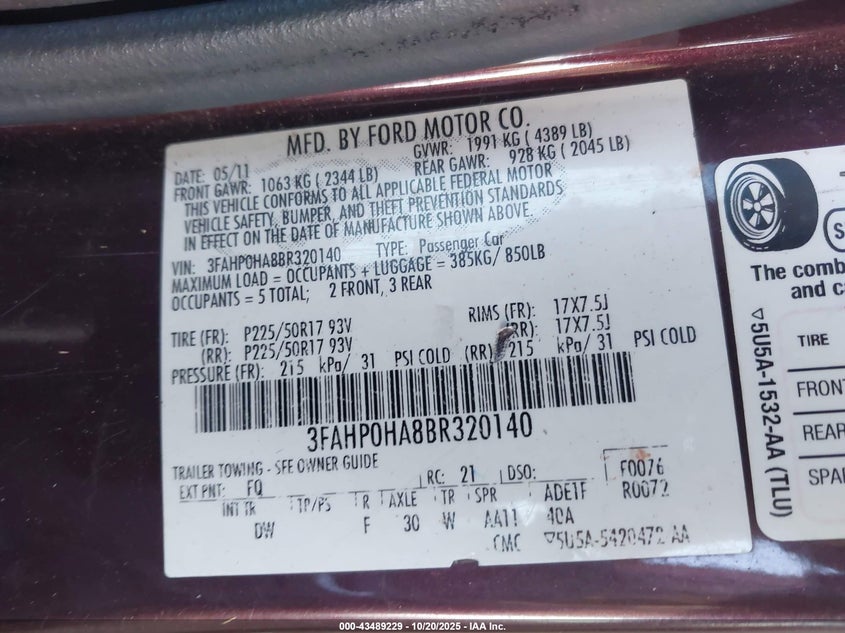 MFD. BY FORD MOTOR CO.
DATE: 05/11 GVWR: 1991 KG ( 4389 LB)
FRONT GAWR: 1063 KG ( 2344 LB) REAR GAWR: 928 KG ( 2045 LB)
THIS VEHICLE CONFORMS TO ALL APPLICABLE FEDERAL MOTOR
VEHICLE SAFETY, BUMPER, AND THEFT PREVENTION STANDARDS
IN EFFECT ON THE DATE OF MANUFACTURE SHOWN ABOVE.
VIN: 3FAHP0HA8BR320140 TYPE: Passenger Car
MAXIMUM LOAD = OCCUPANTS + LUGGAGE = 385KG/ 850LB
OCCUPANTS = 5 TOTAL; 2 FRONT, 3 REAR
TIRE (FR): P225/50R17 93V RIMS (FR): 17X7.5J
(RR): P225/50R17 93V (RR): 17X7.5J
PRESSURE (FR): 215 kPa/ 31 PSI COLD (RR) 215 kPa/ 31 PSI COLD
3FAHP0HA8BR320140
TRAILER TOWING - SEE OWNER GUIDE
F0076
EXT PNT: FQ RC: 21 DSO: R0072
INT TR TP/PS R AXLE TR SPR ADE1F
DW F 30 W AA11 40A
CMC ▽5U5A-5420472-AA
S
The comb
and c
TIRE
FRONT
REAR
SPAR
▽5U5A-1532-AA (TLU)
000-43489229 - 10/20/2025 - IAA Inc.